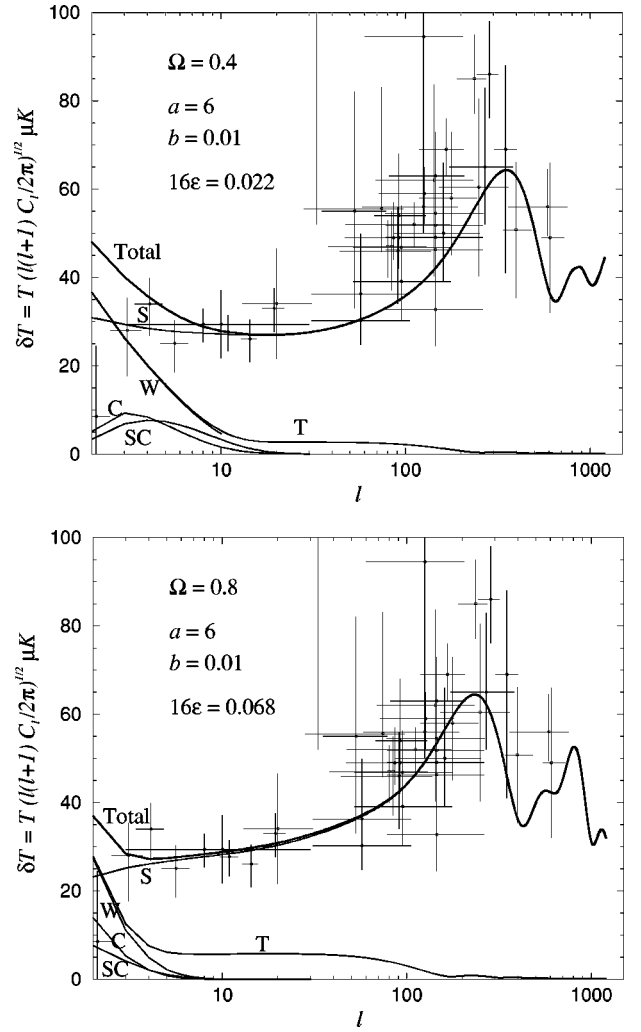 100
80
60
40
20
0
δT = T (l(l+1) C_l/2π)^{1/2} μK
Ω = 0.4
a = 6
b = 0.01
16ε = 0.022
Total
S
W
C
SC
T
10
100
1000
l
100
80
60
40
20
0
δT = T (l(l+1) C_l/2π)^{1/2} μK
Ω = 0.8
a = 6
b = 0.01
16ε = 0.068
Total
S
W
C
SC
T
10
100
1000
l